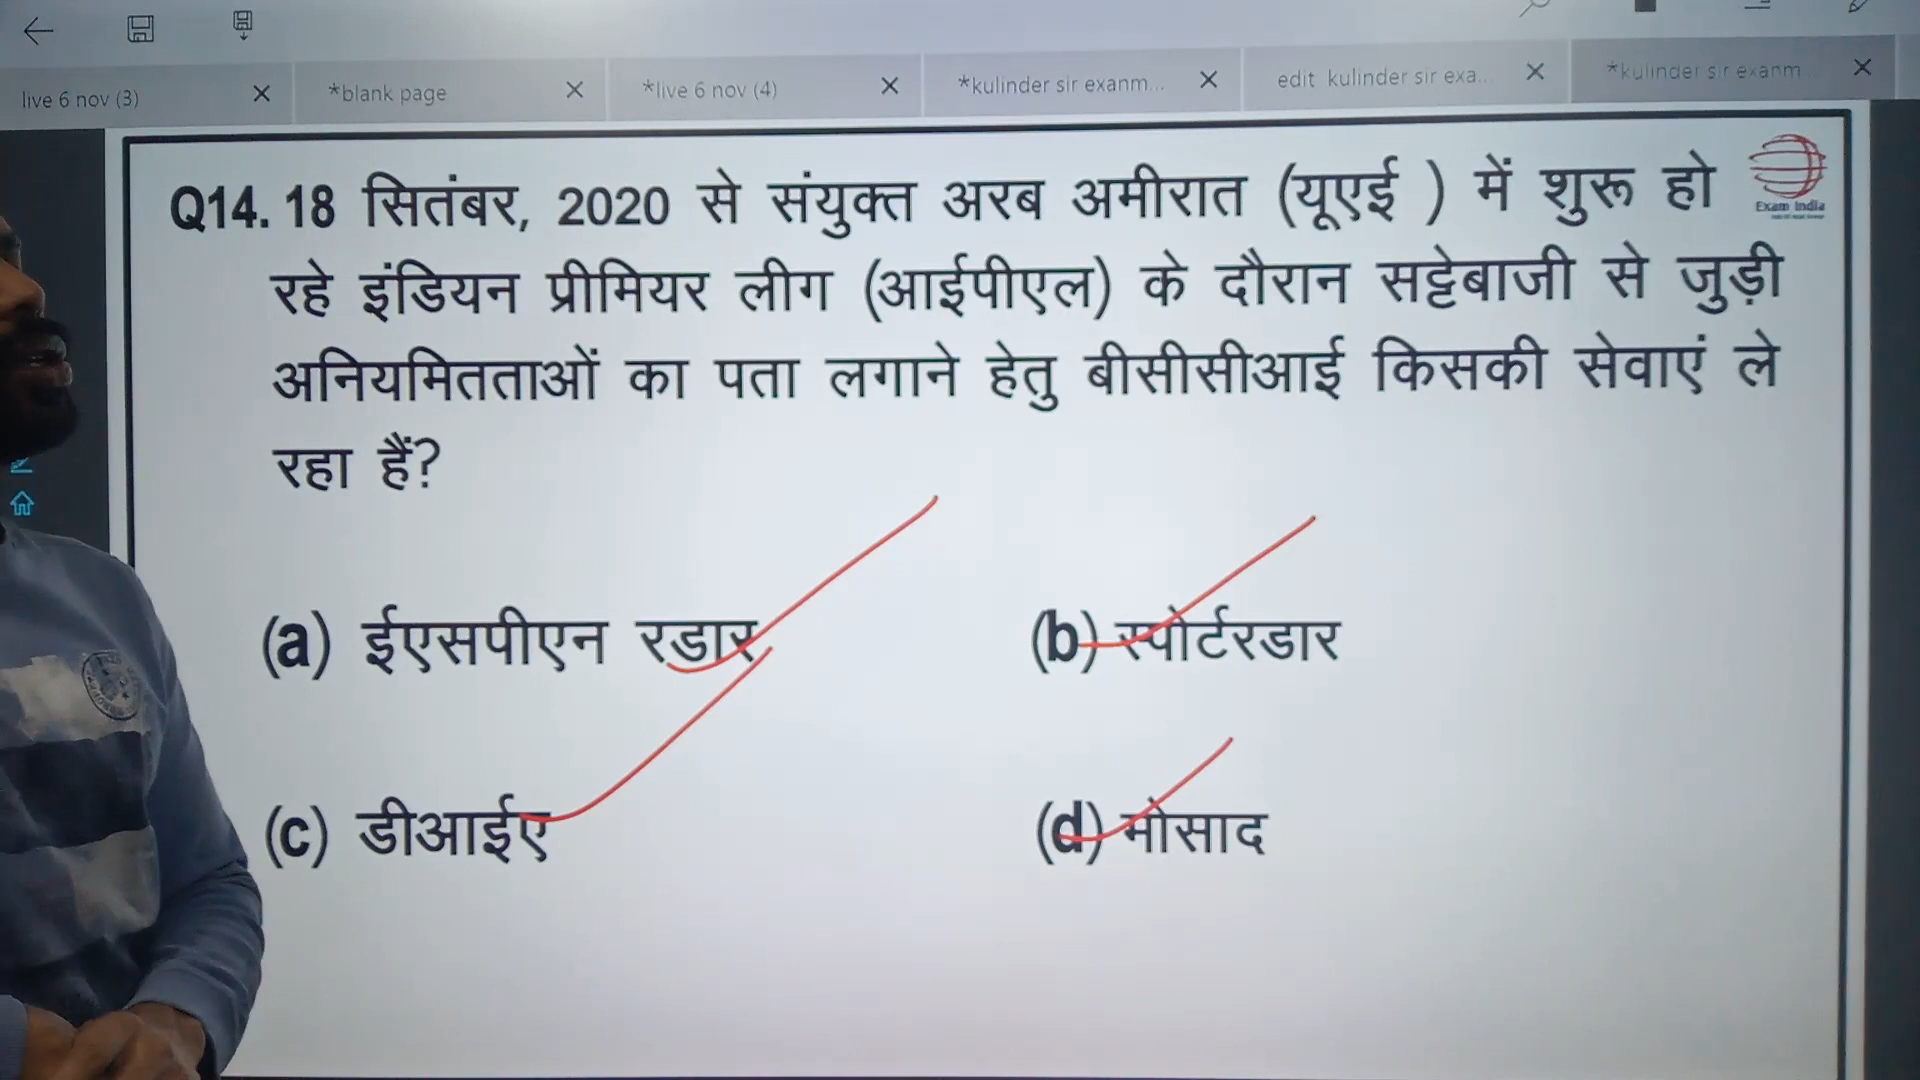 live 6 nov (3)
*blank page
*live 6 nov (4)
*kulinder sir exanm...
edit kulinder sir exa...
*kulinder sir exanm...
Q14. 18 सितंबर, 2020 से संयुक्त अरब अमीरात (यूएई ) में शुरू हो
Exam India
रहे इंडियन प्रीमियर लीग (आईपीएल) के दौरान सट्टेबाजी से जुड़ी
अनियमितताओं का पता लगाने हेतु बीसीसीआई किसकी सेवाएं ले
रहा हैं?
(a) ईएसपीएन रडार
(b) स्पोर्टरडार
(c) डीआईए
(d) मोसाद